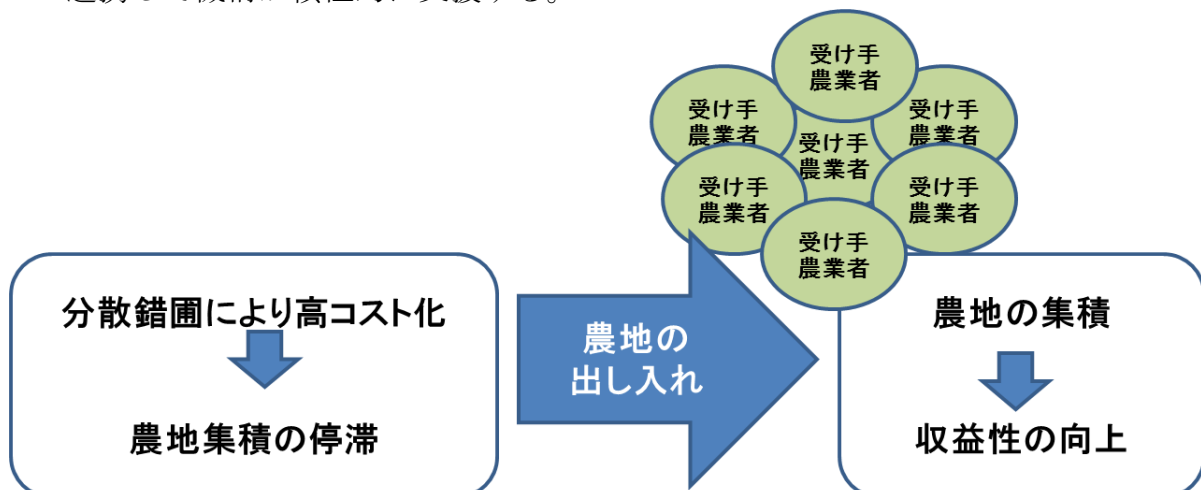 受け手
農業者
受け手
農業者
受け手
農業者
受け手
農業者
受け手
農業者
受け手
農業者
受け手
農業者
分散錯圃により高コスト化
農地集積の停滞
農地の
出し入れ
農地の集積
収益性の向上